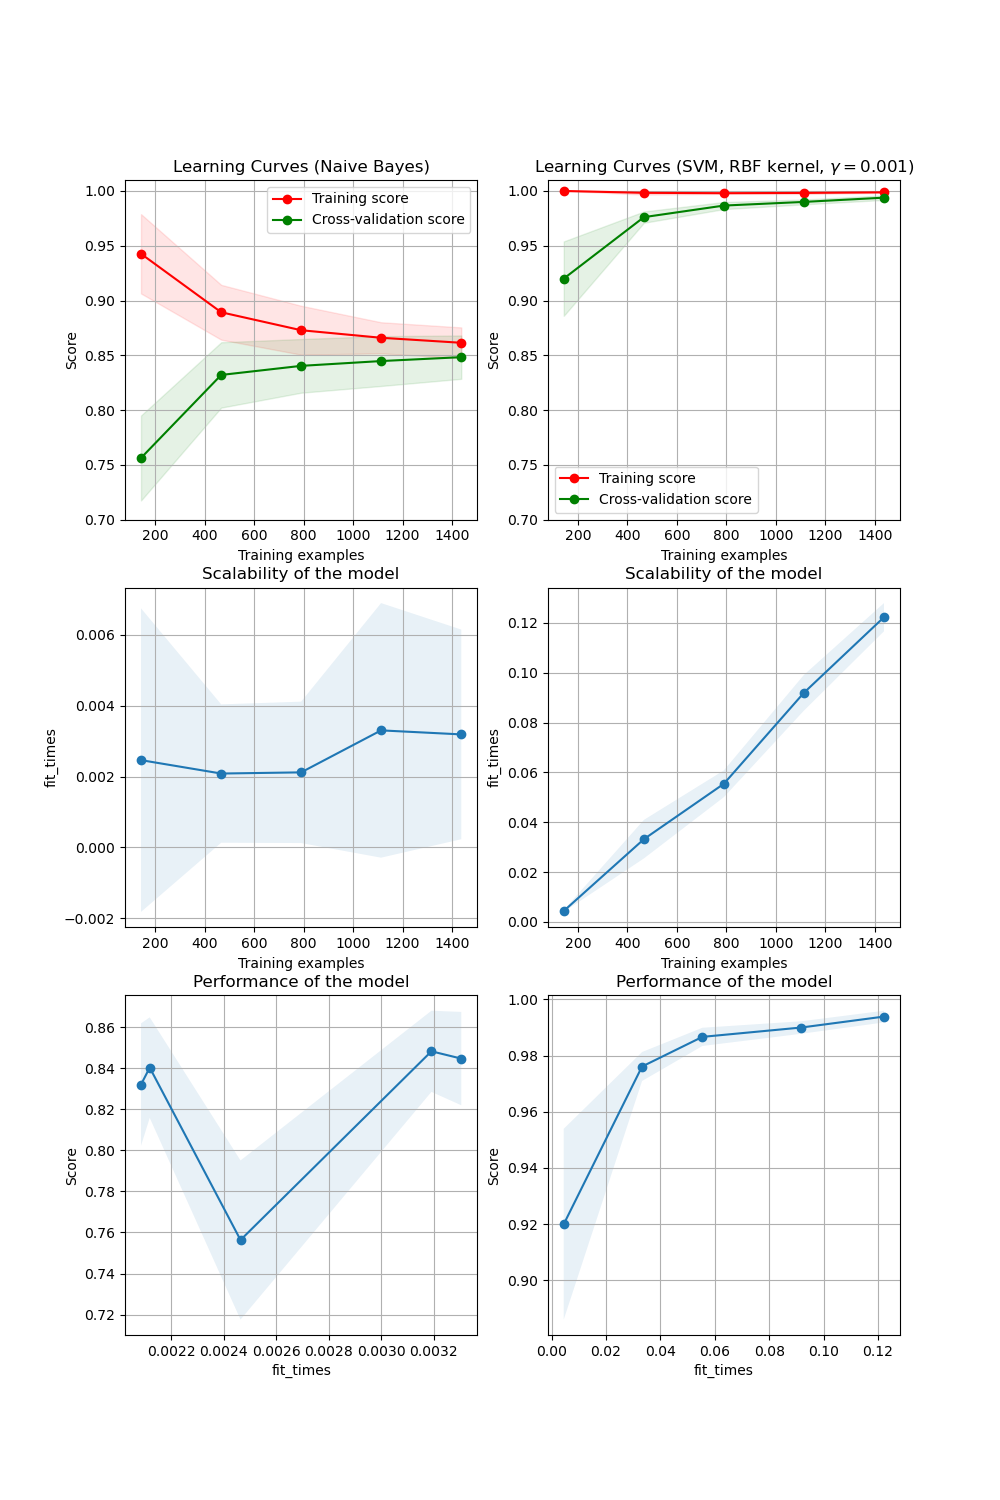 Learning Curves (Naive Bayes)
1.00
0.95
0.90
0.85
0.80
0.75
0.70
Score
Training score
Cross-validation score
200 400 600 800 1000 1200 1400
Training examples
Learning Curves (SVM, RBF kernel, γ = 0.001)
1.00
0.95
0.90
0.85
0.80
0.75
0.70
Score
Training score
Cross-validation score
200 400 600 800 1000 1200 1400
Training examples
Scalability of the model
0.006
0.004
0.002
0.000
−0.002
fit_times
200 400 600 800 1000 1200 1400
Training examples
Scalability of the model
0.12
0.10
0.08
0.06
0.04
0.02
0.00
fit_times
200 400 600 800 1000 1200 1400
Training examples
Performance of the model
0.86
0.84
0.82
0.80
0.78
0.76
0.74
0.72
Score
0.0022 0.0024 0.0026 0.0028 0.0030 0.0032
fit_times
Performance of the model
1.00
0.98
0.96
0.94
0.92
0.90
Score
0.00 0.02 0.04 0.06 0.08 0.10 0.12
fit_times